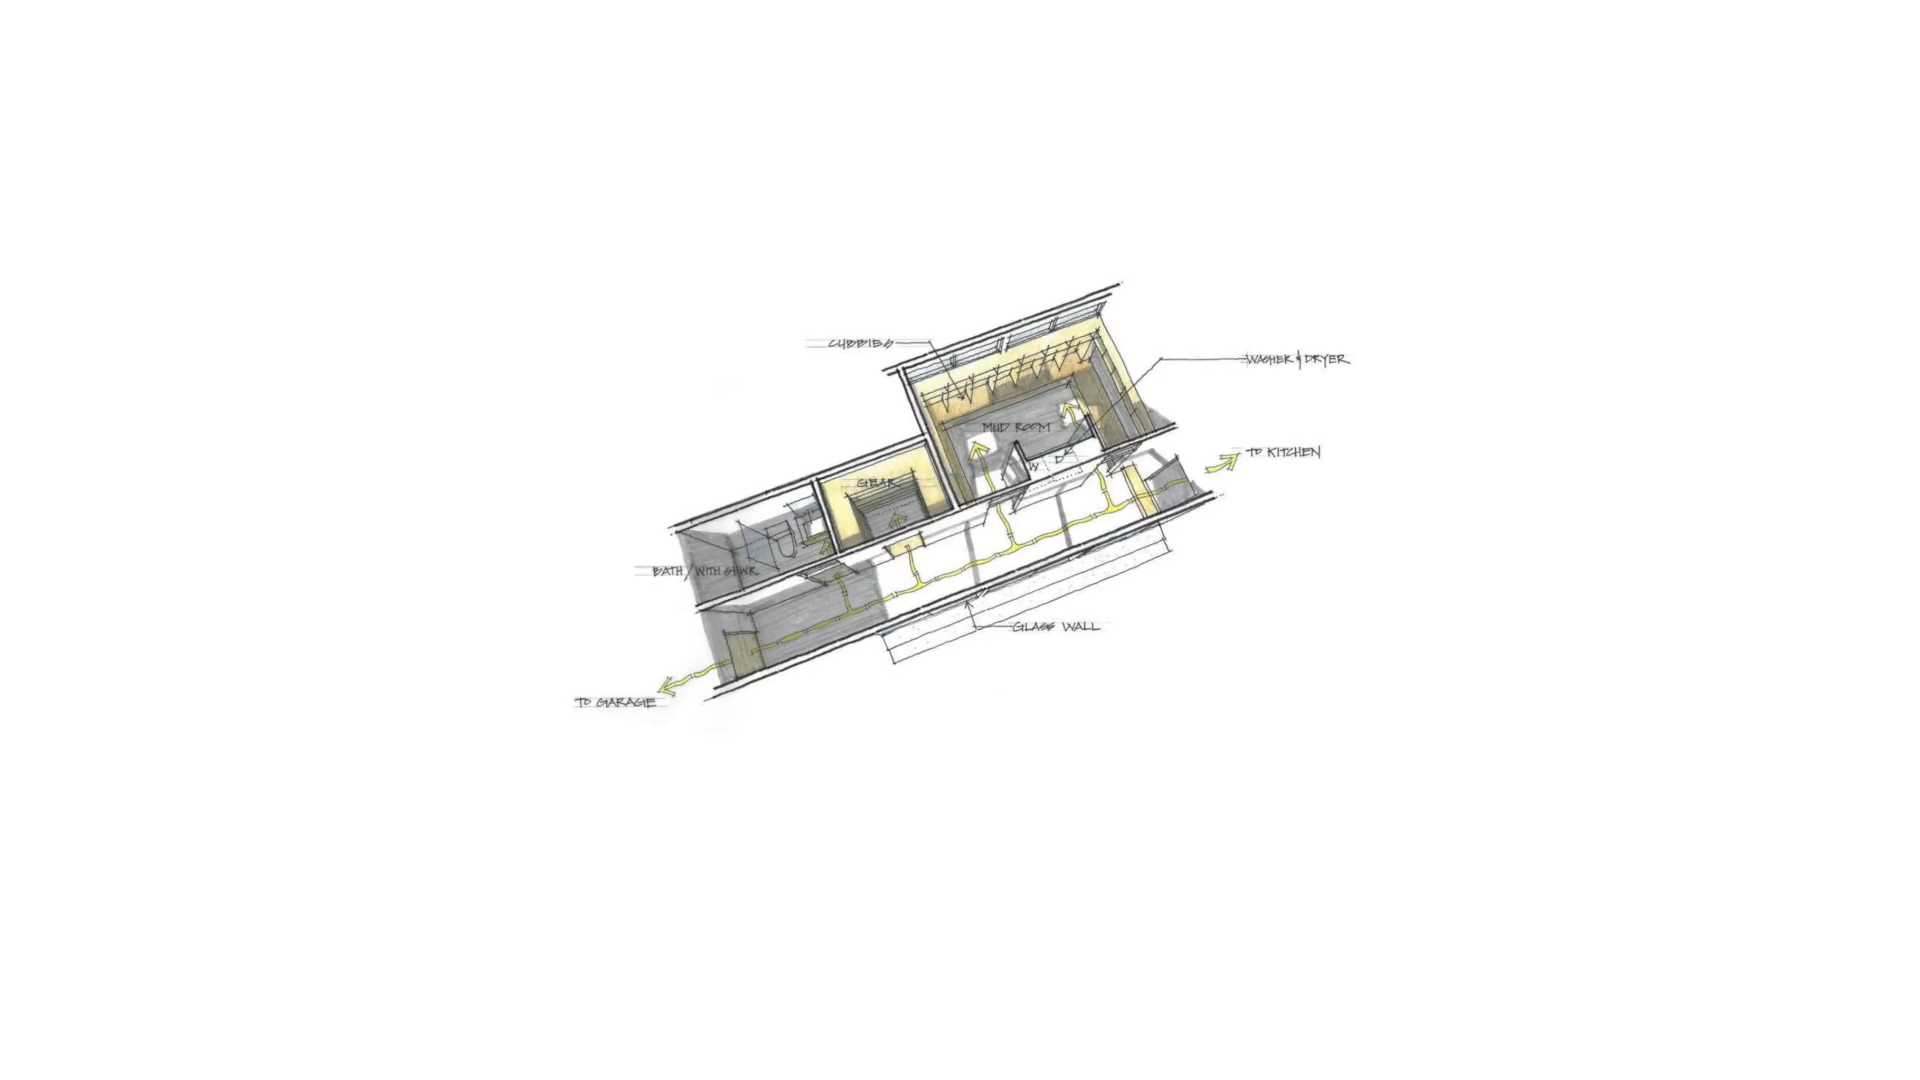 CUBBIES
WASHER & DRYER
MUD ROOM
TO KITCHEN
W
D
GEAR
BATH WITH SHWR
GLASS WALL
TO GARAGE